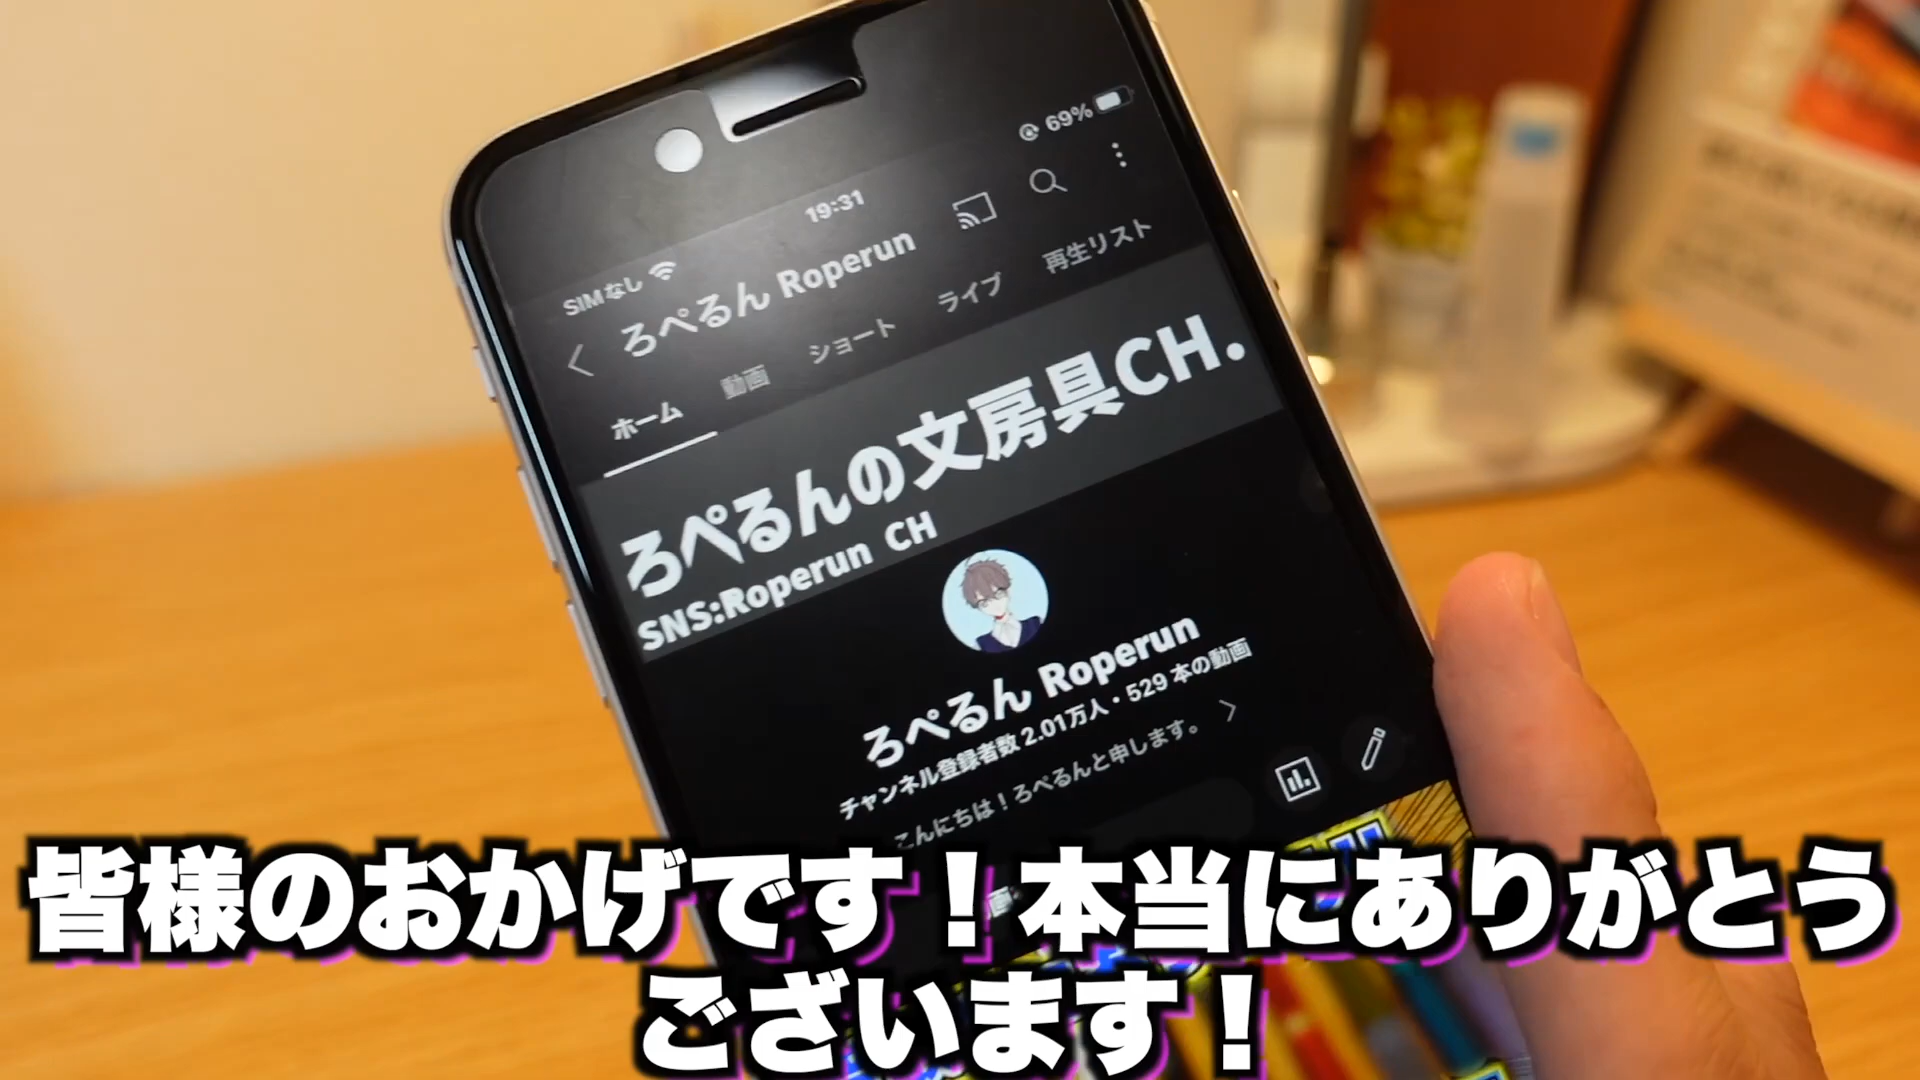 69%
19:31
SIMなし
ろぺるん Roperun
ホーム 動画 ショート ライブ 再生リスト
ろぺるんの文房具CH.
SNS:Roperun CH
ろぺるん Roperun
チャンネル登録者数 2.01万人・529 本の動画
こんにちは！ろぺるんと申します。
皆様のおかげです！本当にありがとう
ございます！